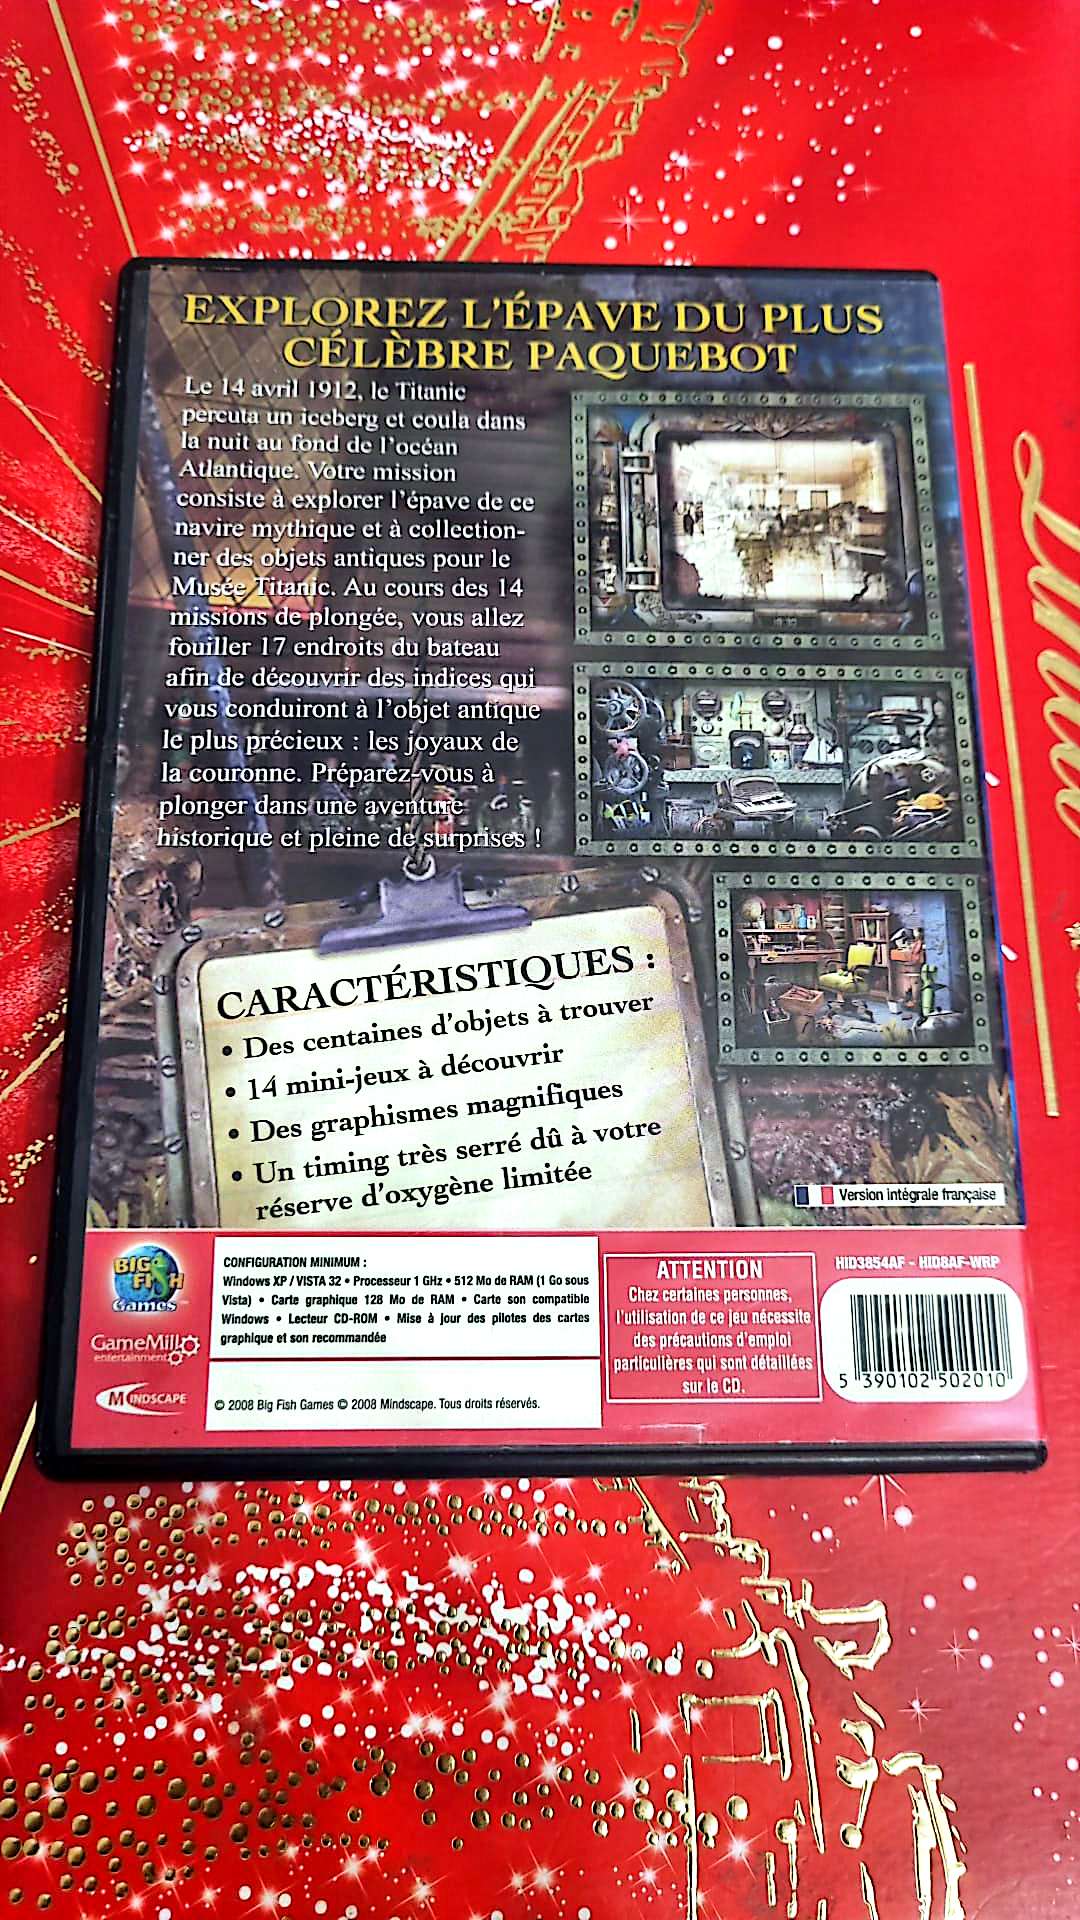 EXPLOREZ L'ÉPAVE DU PLUS
CÉLÈBRE PAQUEBOT
Le 14 avril 1912, le Titanic
percuta un iceberg et coula dans
la nuit au fond de l'océan
Atlantique. Votre mission
consiste à explorer l'épave de ce
navire mythique et à collection-
ner des objets antiques pour le
Musée Titanic. Au cours des 14
missions de plongée, vous allez
fouiller 17 endroits du bateau
afin de découvrir des indices qui
vous conduiront à l'objet antique
le plus précieux : les joyaux de
la couronne. Préparez-vous à
plonger dans une aventure
historique et pleine de surprises !
CARACTÉRISTIQUES :
• Des centaines d'objets à trouver
• 14 mini-jeux à découvrir
• Des graphismes magnifiques
• Un timing très serré dû à votre
réserve d'oxygène limitée
Version intégrale française
BIG
FISH
Games
GameMill
entertainment
MINDSCAPE
CONFIGURATION MINIMUM :
Windows XP / VISTA 32 • Processeur 1 GHz • 512 Mo de RAM (1 Go sous
Vista) • Carte graphique 128 Mo de RAM • Carte son compatible
Windows • Lecteur CD-ROM • Mise à jour des pilotes des cartes
graphique et son recommandée
© 2008 Big Fish Games © 2008 Mindscape. Tous droits réservés.
ATTENTION
Chez certaines personnes,
l'utilisation de ce jeu nécessite
des précautions d'emploi
particulières qui sont détaillées
sur le CD.
HID3854AF - HID8AF-WRP
5 390102 502010